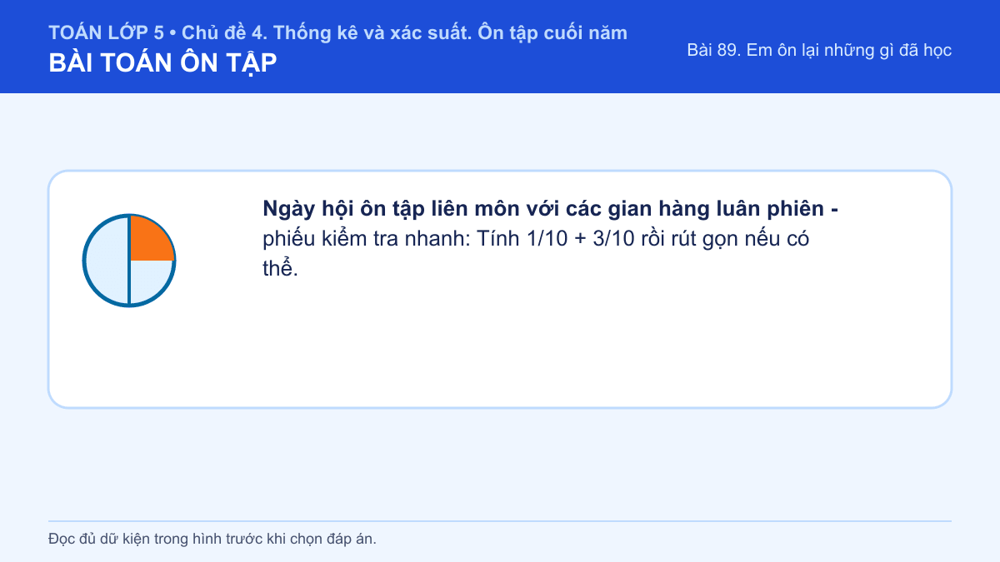 TOÁN LỚP 5 • Chủ đề 4. Thống kê và xác suất. Ôn tập cuối năm
BÀI TOÁN ÔN TẬP
Bài 89. Em ôn lại những gì đã học
Ngày hội ôn tập liên môn với các gian hàng luân phiên -
phiếu kiểm tra nhanh: Tính 1/10 + 3/10 rồi rút gọn nếu có
thể.
Đọc đủ dữ kiện trong hình trước khi chọn đáp án.